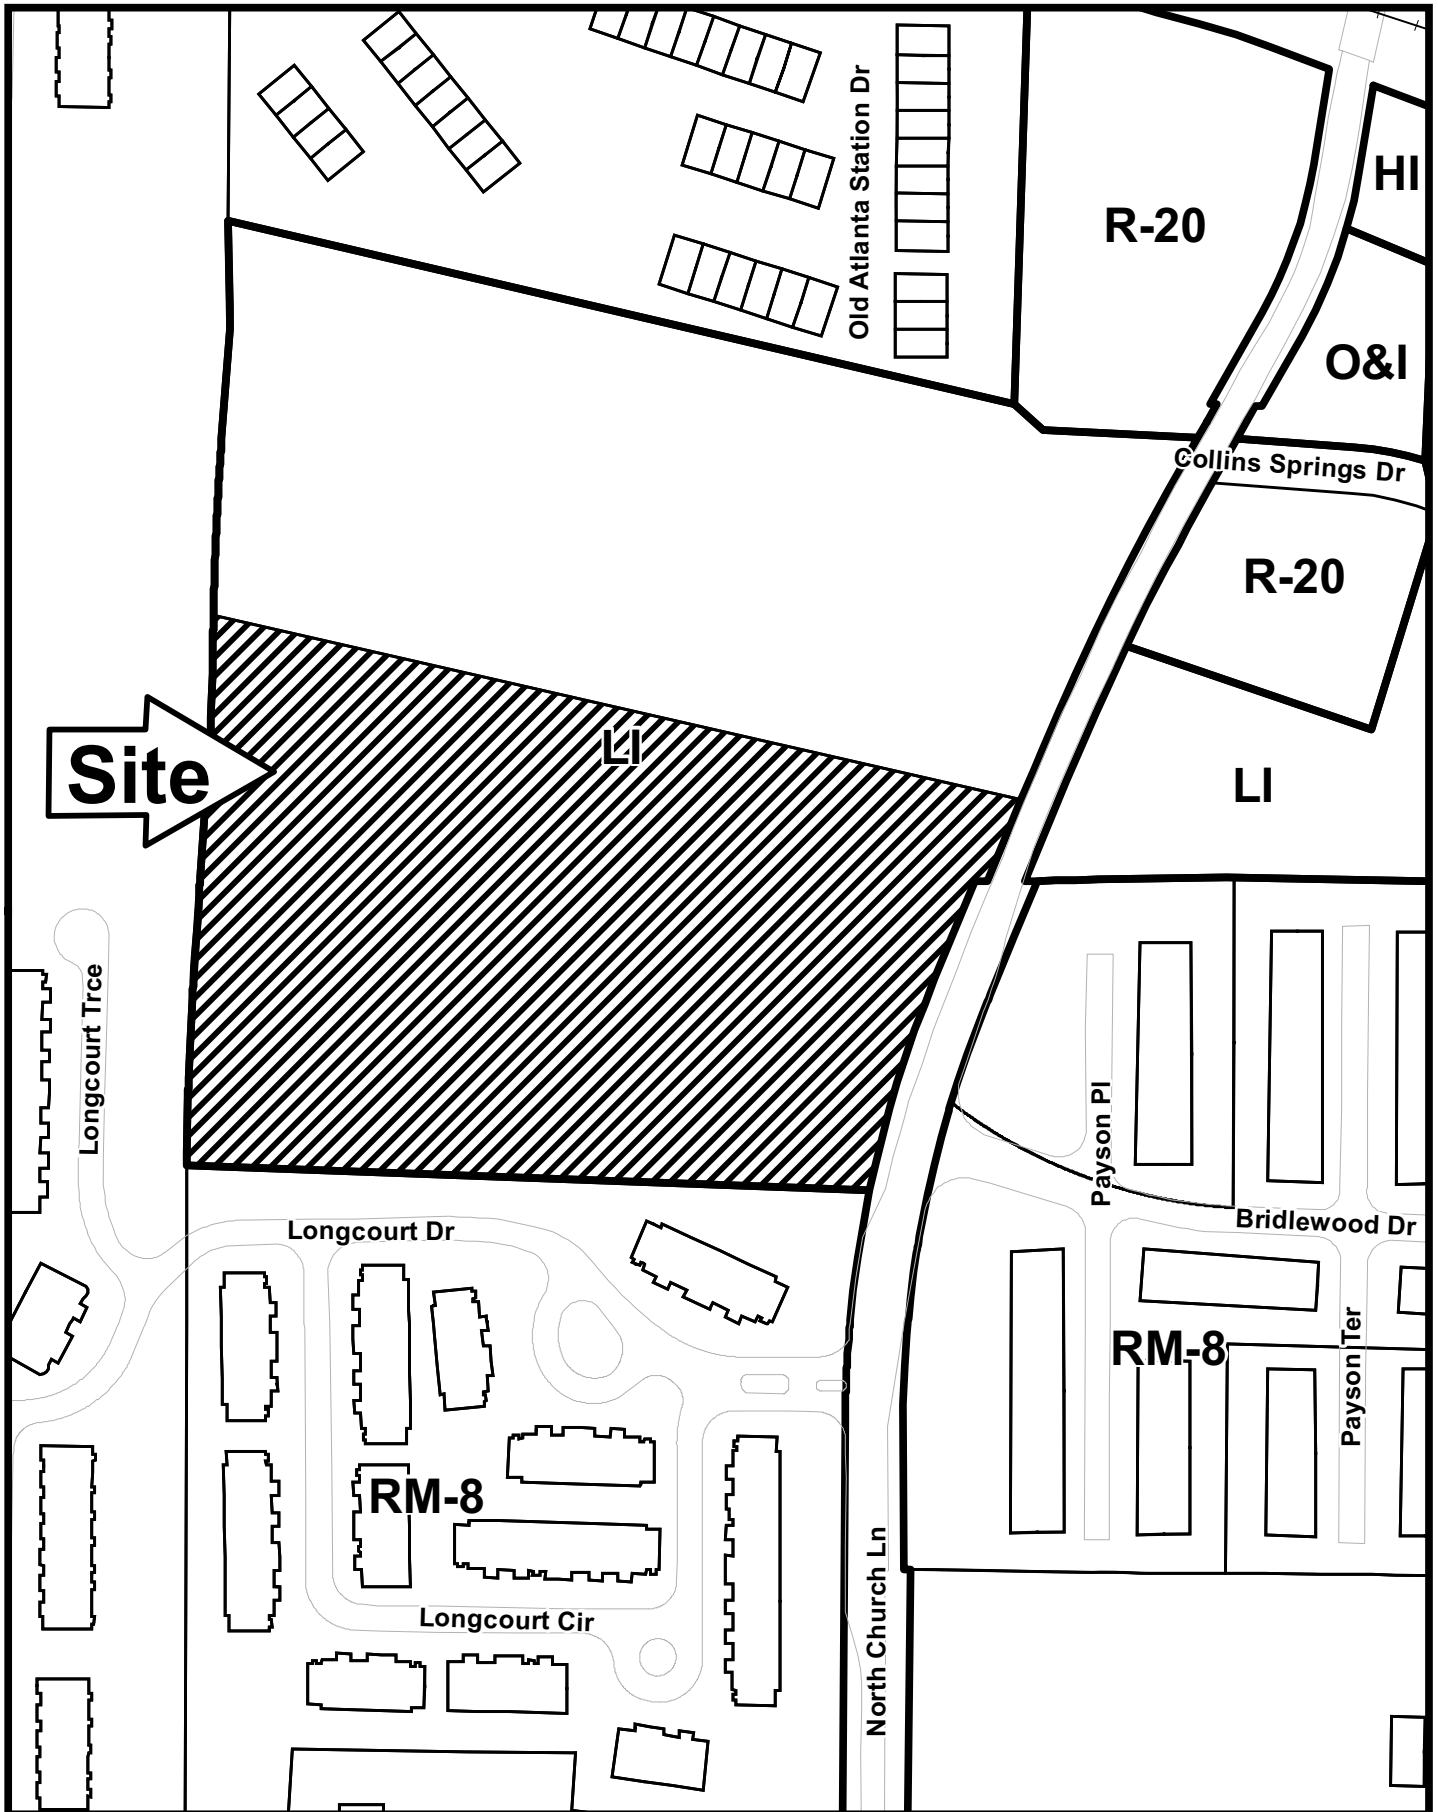 Old Atlanta Station Dr
R-20
HI
O&I
Collins Springs Dr
R-20
LI
Site
LI
Longcourt Trce
Payson Pl
Bridlewood Dr
Longcourt Dr
Payson Ter
RM-8
RM-8
North Church Ln
Longcourt Cir